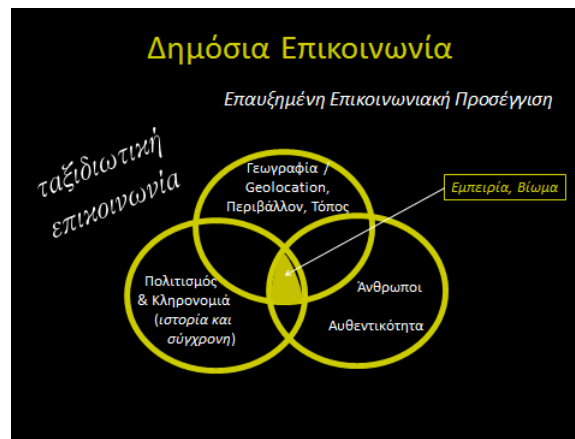 Δημόσια Επικοινωνία
Επαυξημένη Επικοινωνιακή Προσέγγιση
ταξιδιωτική
επικοινωνία
Γεωγραφία /
Geolocation,
Περιβάλλον, Τόπος
Εμπειρία, Βίωμα
Πολιτισμός
& Κληρονομιά
(ιστορία και
σύγχρονη)
Άνθρωποι
Αυθεντικότητα